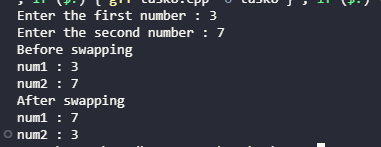 Enter the first number : 3
Enter the second number : 7
Before swapping
num1 : 3
num2 : 7
After swapping
num1 : 7
num2 : 3